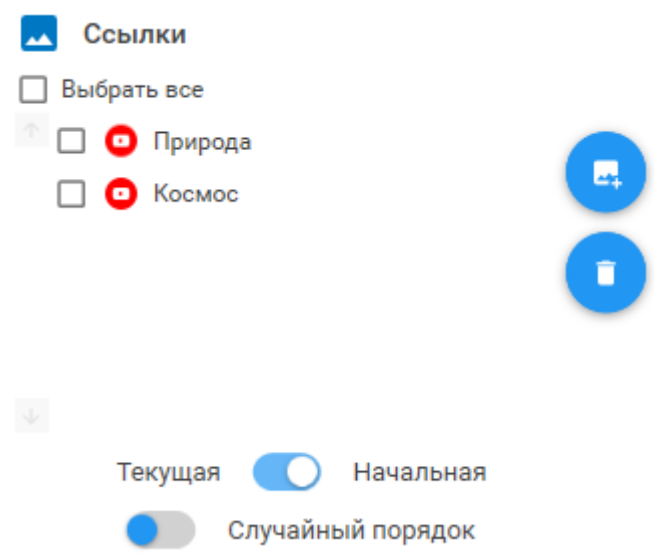 Ссылки
Выбрать все
Природа
Космос
Текущая Начальная
Случайный порядок